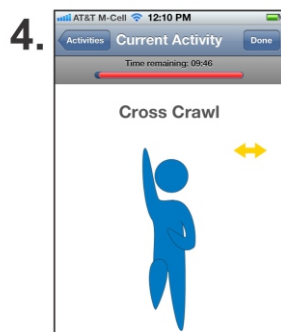 4.
AT&T M-Cell 12:10 PM
Activities Current Activity Done
Time remaining: 09:46
Cross Crawl